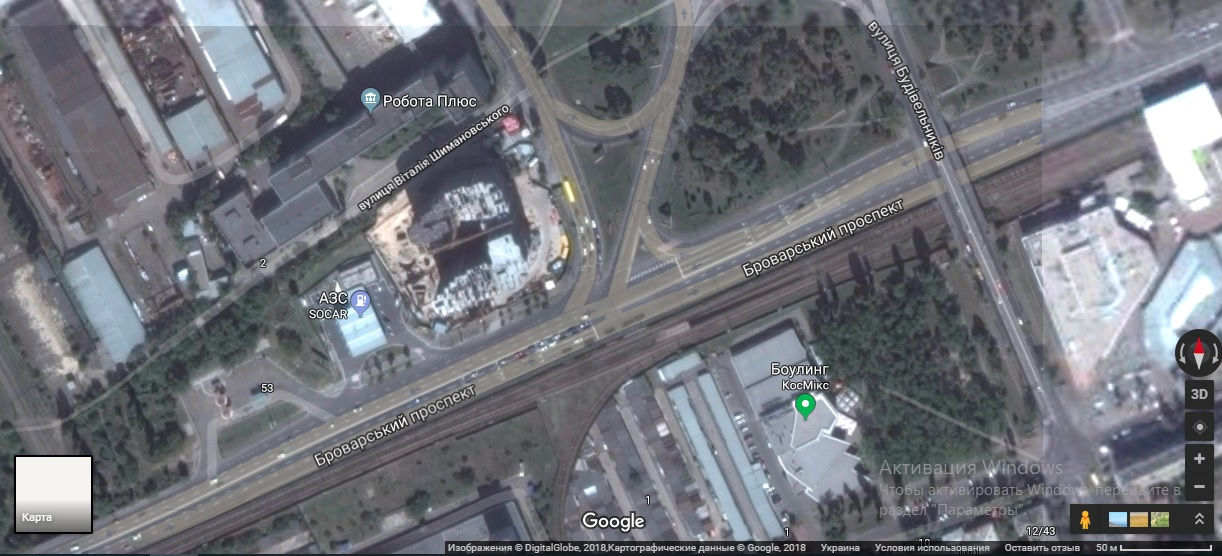 вулиця Будівельників
Робота Плюс
вулиця Віталія Шимановського
Броварський проспект
2
АЗС
SOCAR
53
Броварський проспект
Боулинг
КосМікс
3D
1
1
Активация Windows
Чтобы активировать Windows, перейдите в
раздел "Параметры".
Карта
Google
12/43
10
Изображения © DigitalGlobe, 2018,Картографические данные © Google, 2018 Украина Условия использования Оставить отзыв 50 м